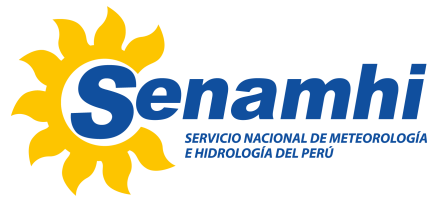 Senamhi
SERVICIO NACIONAL DE METEOROLOGÍA
E HIDROLOGÍA DEL PERÚ